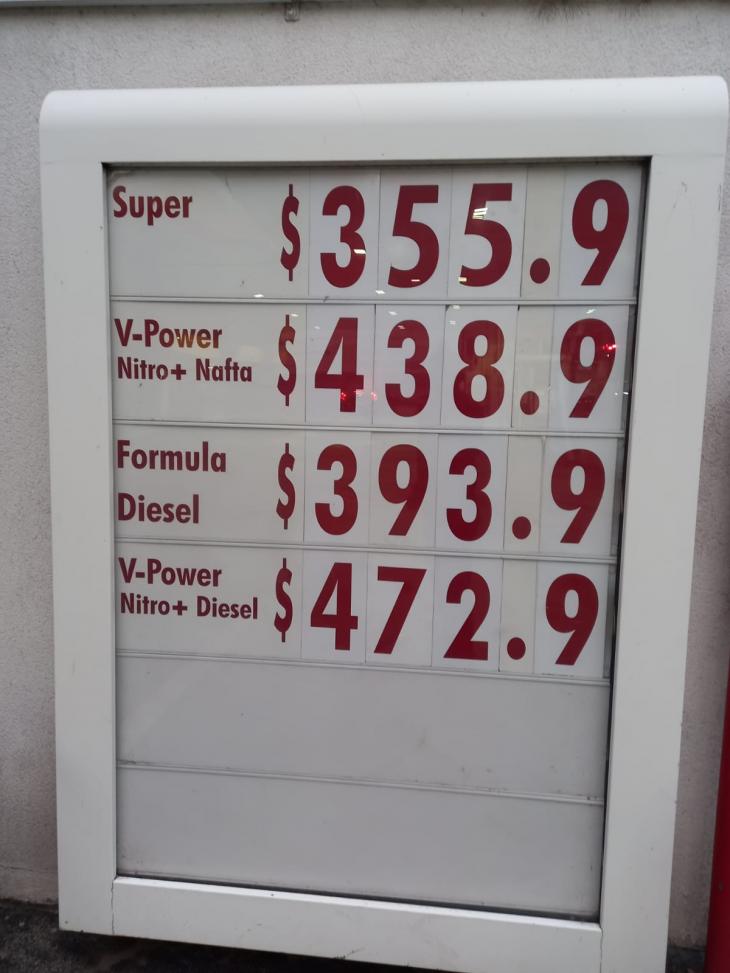 Super $ 355.9
V-Power
Nitro+ Nafta $ 438.9
Formula
Diesel $ 393.9
V-Power
Nitro+ Diesel $ 472.9